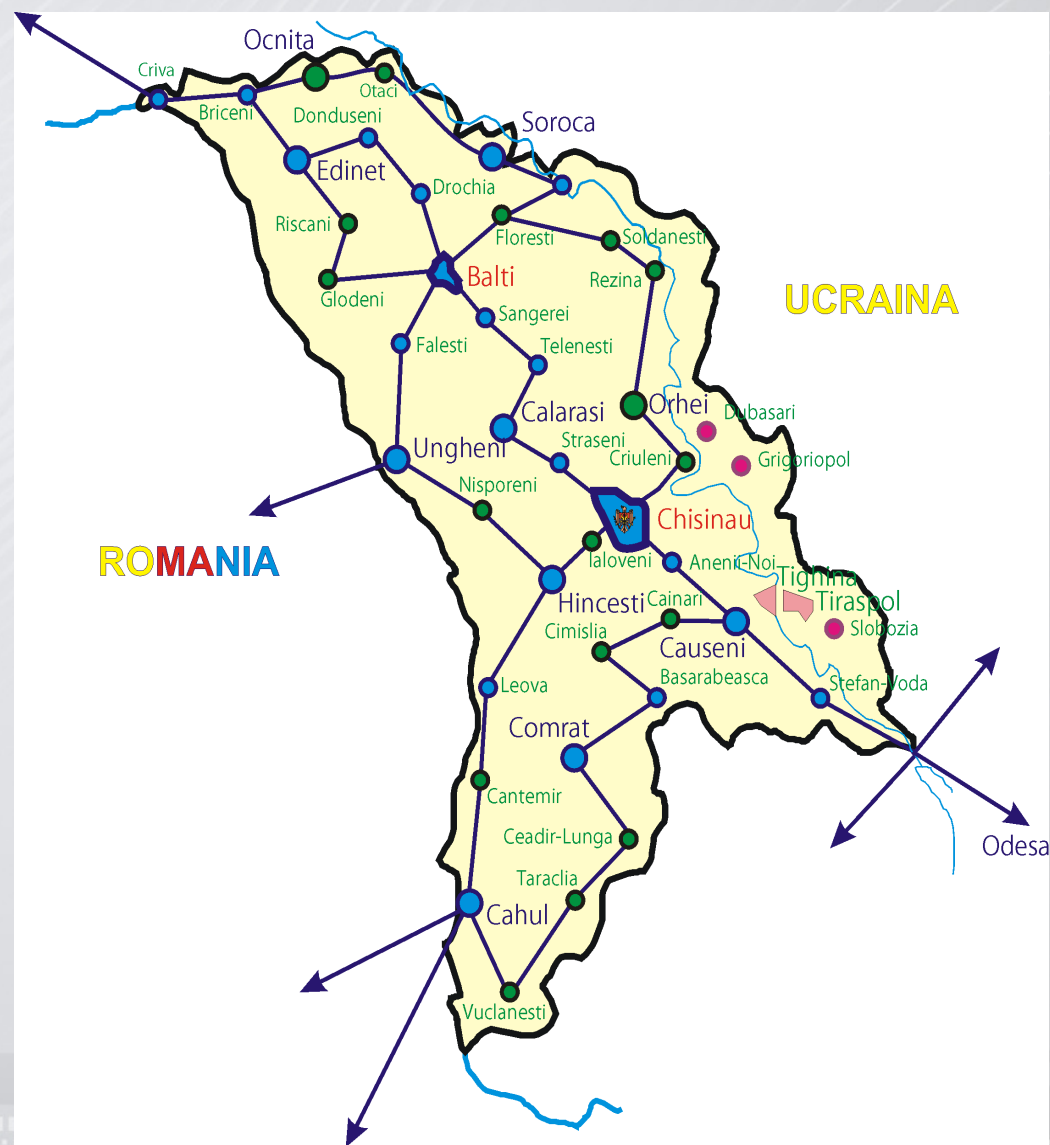 Ocnita
Criva
Otaci
Briceni
Donduseni
Soroca
Edinet
Drochia
Riscani
Floresti
Soldanesti
Balti
Rezina
Glodeni
UCRAINA
Sangerei
Falesti
Telenesti
Calarasi
Orhei
Dubasari
Ungheni
Straseni
Criuleni
Grigoriopol
Nisporeni
Chisinau
ROMANIA
Ialoveni
Anenii-Noi
Tighina
Hincesti
Cainari
Tiraspol
Cimislia
Slobozia
Causeni
Basarabeasca
Leova
Stefan-Voda
Comrat
Cantemir
Ceadir-Lunga
Odesa
Taraclia
Cahul
Vuclanesti